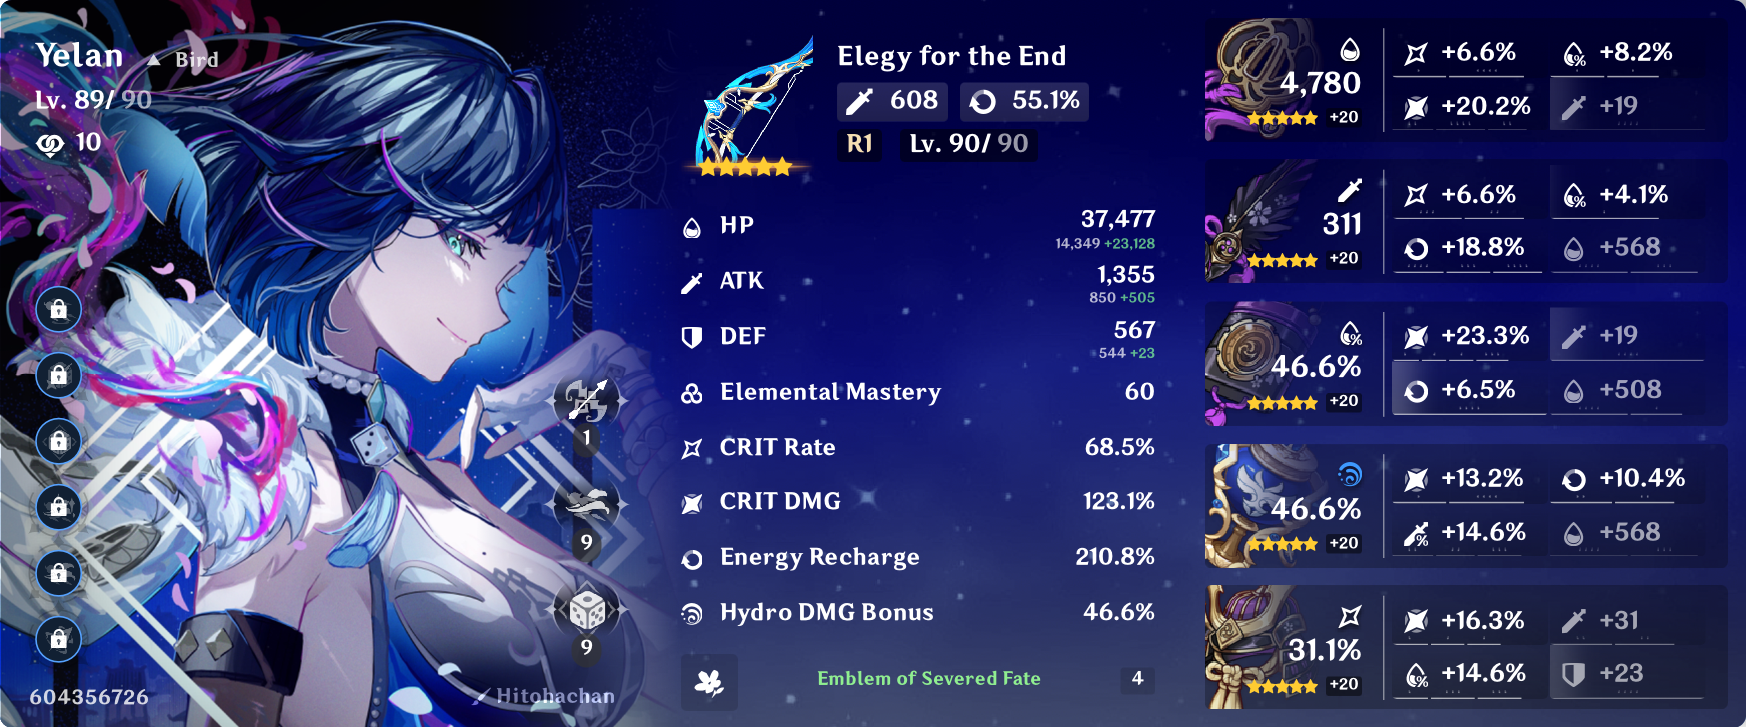 Yelan ▲ Bird
Lv. 89/ 90
10
1
9
9
604356726
Hitohachan
Elegy for the End
608 55.1%
R1 Lv. 90/ 90
HP 37,477
14,349 +23,128
ATK 1,355
850 +505
DEF 567
544 +23
Elemental Mastery 60
CRIT Rate 68.5%
CRIT DMG 123.1%
Energy Recharge 210.8%
Hydro DMG Bonus 46.6%
Emblem of Severed Fate 4
4,780
+20
+6.6% +8.2%
+20.2% +19
311
+20
+6.6% +4.1%
+18.8% +568
46.6%
+20
+23.3% +19
+6.5% +508
46.6%
+20
+13.2% +10.4%
+14.6% +568
31.1%
+20
+16.3% +31
+14.6% +23